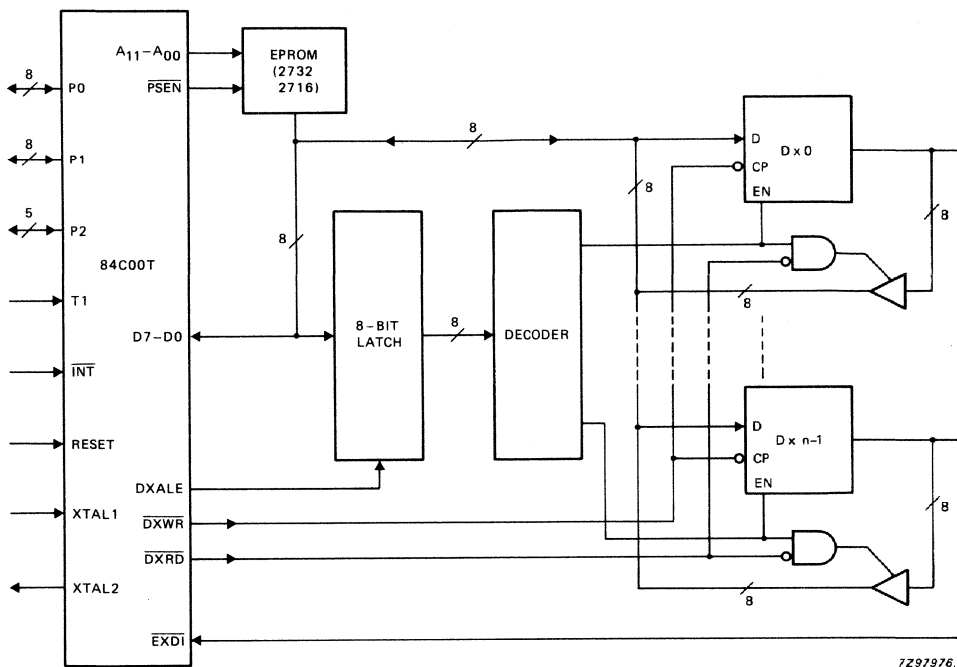 A11–A00
EPROM
(2732
2716)
8
P0
PSEN
8
D
D x 0
CP
EN
8
8
P1
8
5
P2
8
84C00T
T1
D7–D0
8-BIT
LATCH
8
DECODER
8
INT
D
D x n-1
CP
EN
8
RESET
DXALE
XTAL1
DXWR
DXRD
XTAL2
8
EXDI
7Z97976